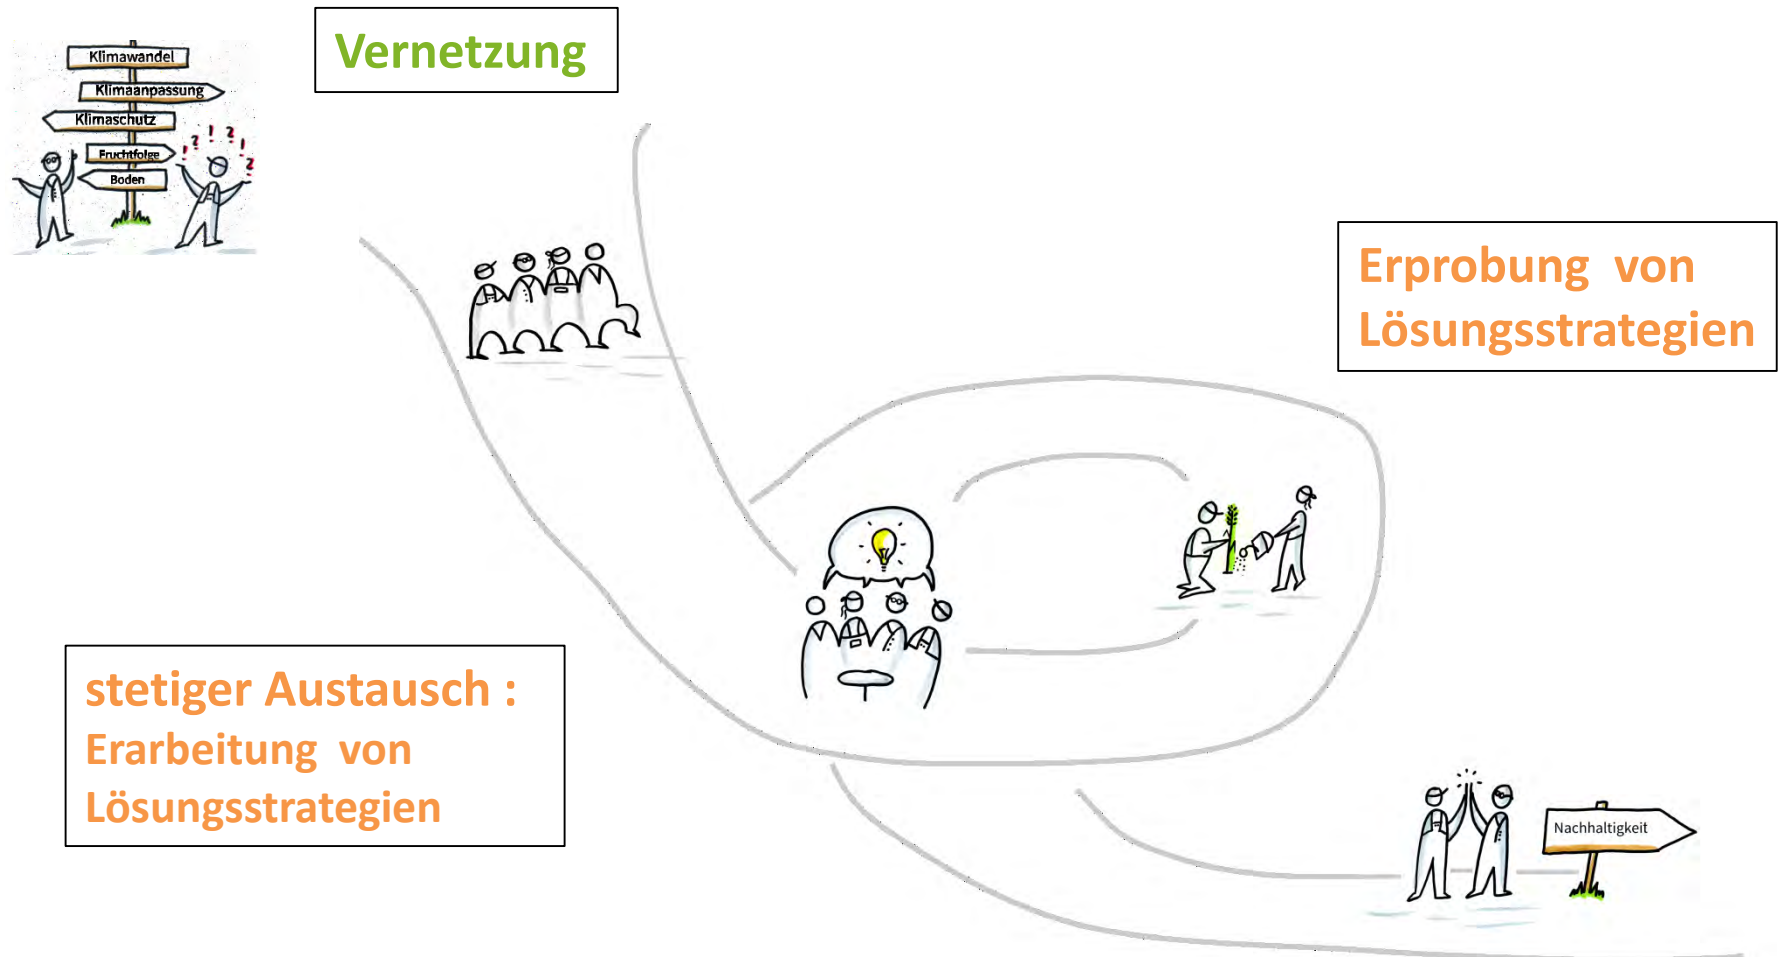 Klimawandel
Klimaanpassung
Klimaschutz
Fruchtfolge
Boden
! ? ! ? ! ?
Vernetzung
Erprobung von
Lösungsstrategien
stetiger Austausch :
Erarbeitung von
Lösungsstrategien
Nachhaltigkeit